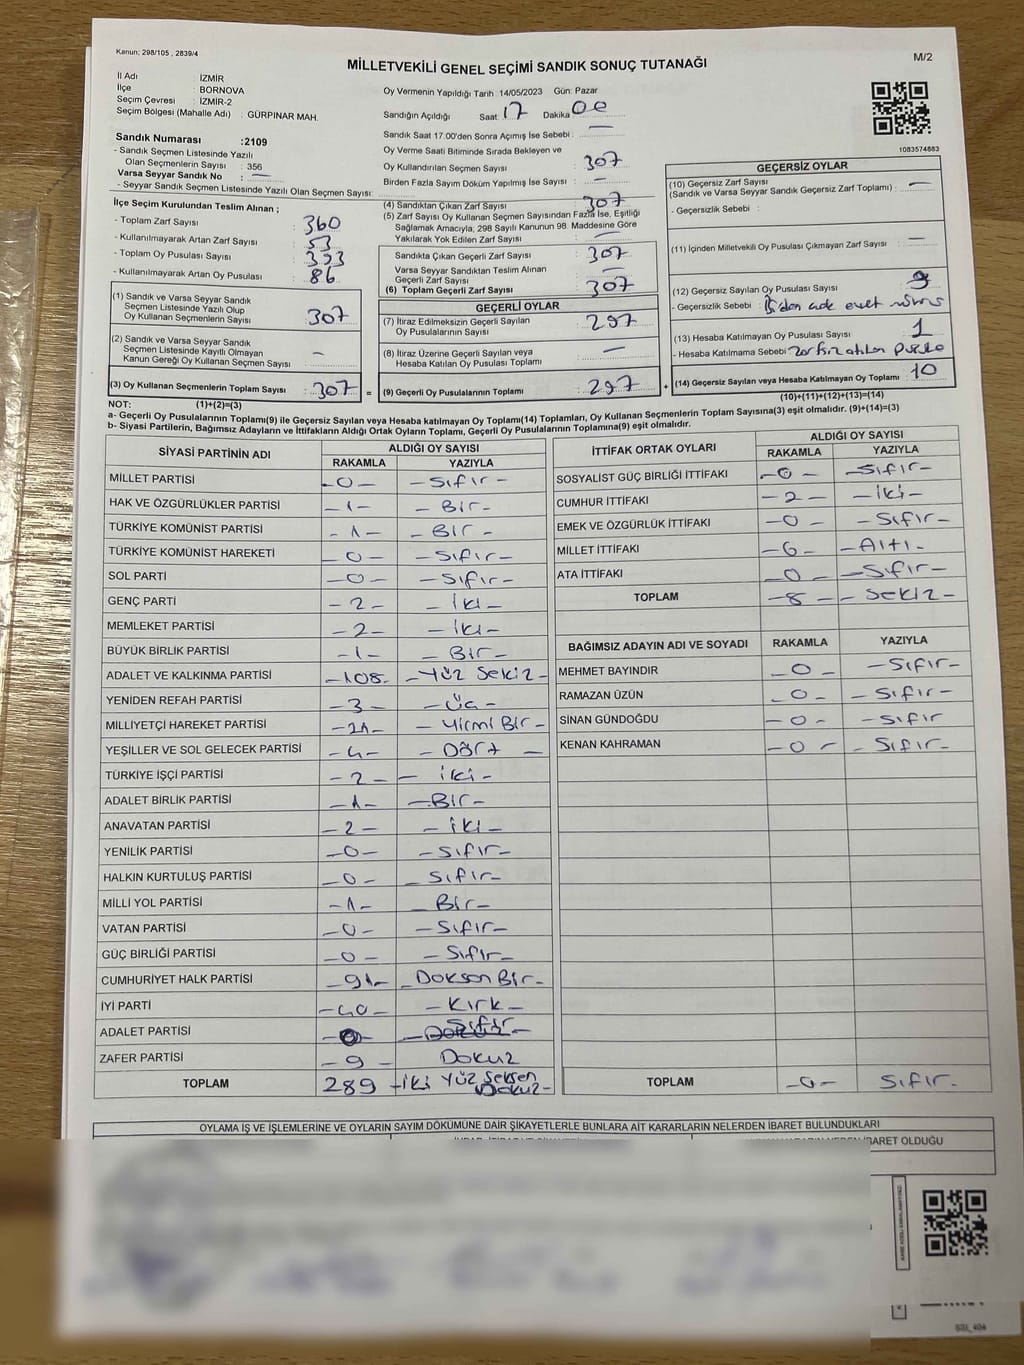 Kanun; 298/105 , 2839/4
M/2
MİLLETVEKİLİ GENEL SEÇİMİ SANDIK SONUÇ TUTANAĞI
İl Adı : İZMİR
İlçe : BORNOVA
Seçim Çevresi : İZMİR-2
Seçim Bölgesi (Mahalle Adı) : GÜRPINAR MAH.
Oy Vermenin Yapıldığı Tarih :14/05/2023 Gün: Pazar
Sandığın Açıldığı Saat: 17 Dakika: 00
Sandık Saat 17.00'den Sonra Açımış İse Sebebi : —
Sandık Numarası :2109
- Sandık Seçmen Listesinde Yazılı
Olan Seçmenlerin Sayısı : 356
Varsa Seyyar Sandık No : —
- Seyyar Sandık Seçmen Listesinde Yazılı Olan Seçmen Sayısı:
Oy Verme Saati Bitiminde Sırada Bekleyen ve
Oy Kullandırılan Seçmen Sayısı : 307
Birden Fazla Sayım Döküm Yapılmış İse Sayısı : —
1083574883
İlçe Seçim Kurulundan Teslim Alınan ;
- Toplam Zarf Sayısı : 360
- Kullanılmayarak Artan Zarf Sayısı : 53
- Toplam Oy Pusulası Sayısı : 393
- Kullanılmayarak Artan Oy Pusulası : 86
(1) Sandık ve Varsa Seyyar Sandık
Seçmen Listesinde Yazılı Olup
Oy Kullanan Seçmenlerin Sayısı : 307
(2) Sandık ve Varsa Seyyar Sandık
Seçmen Listesinde Kayıtlı Olmayan
Kanun Gereği Oy Kullanan Seçmen Sayısı : —
(3) Oy Kullanan Seçmenlerin Toplam Sayısı : 307 =
(1)+(2)=(3)
(4) Sandıktan Çıkan Zarf Sayısı : 307
(5) Zarf Sayısı Oy Kullanan Seçmen Sayısından Fazla İse, Eşitliği
Sağlamak Amacıyla, 298 Sayılı Kanunun 98. Maddesine Göre
Yakılarak Yok Edilen Zarf Sayısı : —
Sandıkta Çıkan Geçerli Zarf Sayısı : 307
Varsa Seyyar Sandıktan Teslim Alınan
Geçerli Zarf Sayısı : —
(6) Toplam Geçerli Zarf Sayısı : 307
GEÇERLİ OYLAR
(7) İtiraz Edilmeksizin Geçerli Sayılan
Oy Pusulalarının Sayısı : 297
(8) İtiraz Üzerine Geçerli Sayılan veya
Hesaba Katılan Oy Pusulası Toplamı : —
(9) Geçerli Oy Pusulalarının Toplamı : 297 +
GEÇERSİZ OYLAR
(10) Geçersiz Zarf Sayısı
(Sandık ve Varsa Seyyar Sandık Geçersiz Zarf Toplamı) : —
- Geçersizlik Sebebi :
(11) İçinden Milletvekili Oy Pusulası Çıkmayan Zarf Sayısı : —
(12) Geçersiz Sayılan Oy Pusulası Sayısı : 9
- Geçersizlik Sebebi :
(13) Hesaba Katılmayan Oy Pusulası Sayısı : 1
- Hesaba Katılmama Sebebi : zarfsız atılan pusula
(14) Geçersiz Sayılan veya Hesaba Katılmayan Oy Toplamı : 10
(10)+(11)+(12)+(13)=(14)
NOT:
a- Geçerli Oy Pusulasının Toplamı(9) ile Geçersiz Sayılan veya Hesaba katılmayan Oy Toplamı(14) Toplamları, Oy Kullanan Seçmenlerin Toplam Sayısına(3) eşit olmalıdır. (9)+(14)=(3)
b- Siyasi Partilerin, Bağımsız Adayların ve İttifakların Aldığı Ortak Oyların Toplamı, Geçerli Oy Pusulalarının Toplamına(9) eşit olmalıdır.
SİYASİ PARTİNİN ADI ALDIĞI OY SAYISI
RAKAMLA YAZIYLA
MİLLET PARTİSİ -0- -Sıfır-
HAK VE ÖZGÜRLÜKLER PARTİSİ -1- -Bir-
TÜRKİYE KOMÜNİST PARTİSİ -1- -Bir-
TÜRKİYE KOMÜNİST HAREKETİ -0- -Sıfır-
SOL PARTİ -0- -Sıfır-
GENÇ PARTİ -2- -İki-
MEMLEKET PARTİSİ -2- -İki-
BÜYÜK BİRLİK PARTİSİ -1- -Bir-
ADALET VE KALKINMA PARTİSİ -108- -Yüz Sekiz-
YENİDEN REFAH PARTİSİ -3- -Üç-
MİLLİYETÇİ HAREKET PARTİSİ -21- -Yirmi Bir-
YEŞİLLER VE SOL GELECEK PARTİSİ -4- -Dört-
TÜRKİYE İŞÇİ PARTİSİ -2- -İki-
ADALET BİRLİK PARTİSİ -1- -Bir-
ANAVATAN PARTİSİ -2- -İki-
YENİLİK PARTİSİ -0- -Sıfır-
HALKIN KURTULUŞ PARTİSİ -0- -Sıfır-
MİLLİ YOL PARTİSİ -1- -Bir-
VATAN PARTİSİ -0- -Sıfır-
GÜÇ BİRLİĞİ PARTİSİ -0- -Sıfır-
CUMHURİYET HALK PARTİSİ -91- -Doksan Bir-
İYİ PARTİ -40- -Kırk-
ADALET PARTİSİ -0- Sıfır
ZAFER PARTİSİ -9- Dokuz
TOPLAM 289 -İki Yüz Seksen Dokuz-
İTTİFAK ORTAK OYLARI ALDIĞI OY SAYISI
RAKAMLA YAZIYLA
SOSYALİST GÜÇ BİRLİĞİ İTTİFAKI -0- -Sıfır-
CUMHUR İTTİFAKI -2- -İki-
EMEK VE ÖZGÜRLÜK İTTİFAKI -0- -Sıfır-
MİLLET İTTİFAKI -6- -Altı-
ATA İTTİFAKI -0- -Sıfır-
TOPLAM -8- -Sekiz-
BAĞIMSIZ ADAYIN ADI VE SOYADI RAKAMLA YAZIYLA
MEHMET BAYINDIR -0- -Sıfır-
RAMAZAN ÜZÜN -0- -Sıfır-
SİNAN GÜNDOĞDU -0- -Sıfır
KENAN KAHRAMAN -0- -Sıfır-
TOPLAM -0- Sıfır.
OYLAMA İŞ VE İŞLEMLERİNE VE OYLARIN SAYIM DÖKÜMÜNE DAİR ŞİKAYETLERLE BUNLARA AİT KARARLARIN NELERDEN İBARET BULUNDUKLARI
İBARET OLDUĞU